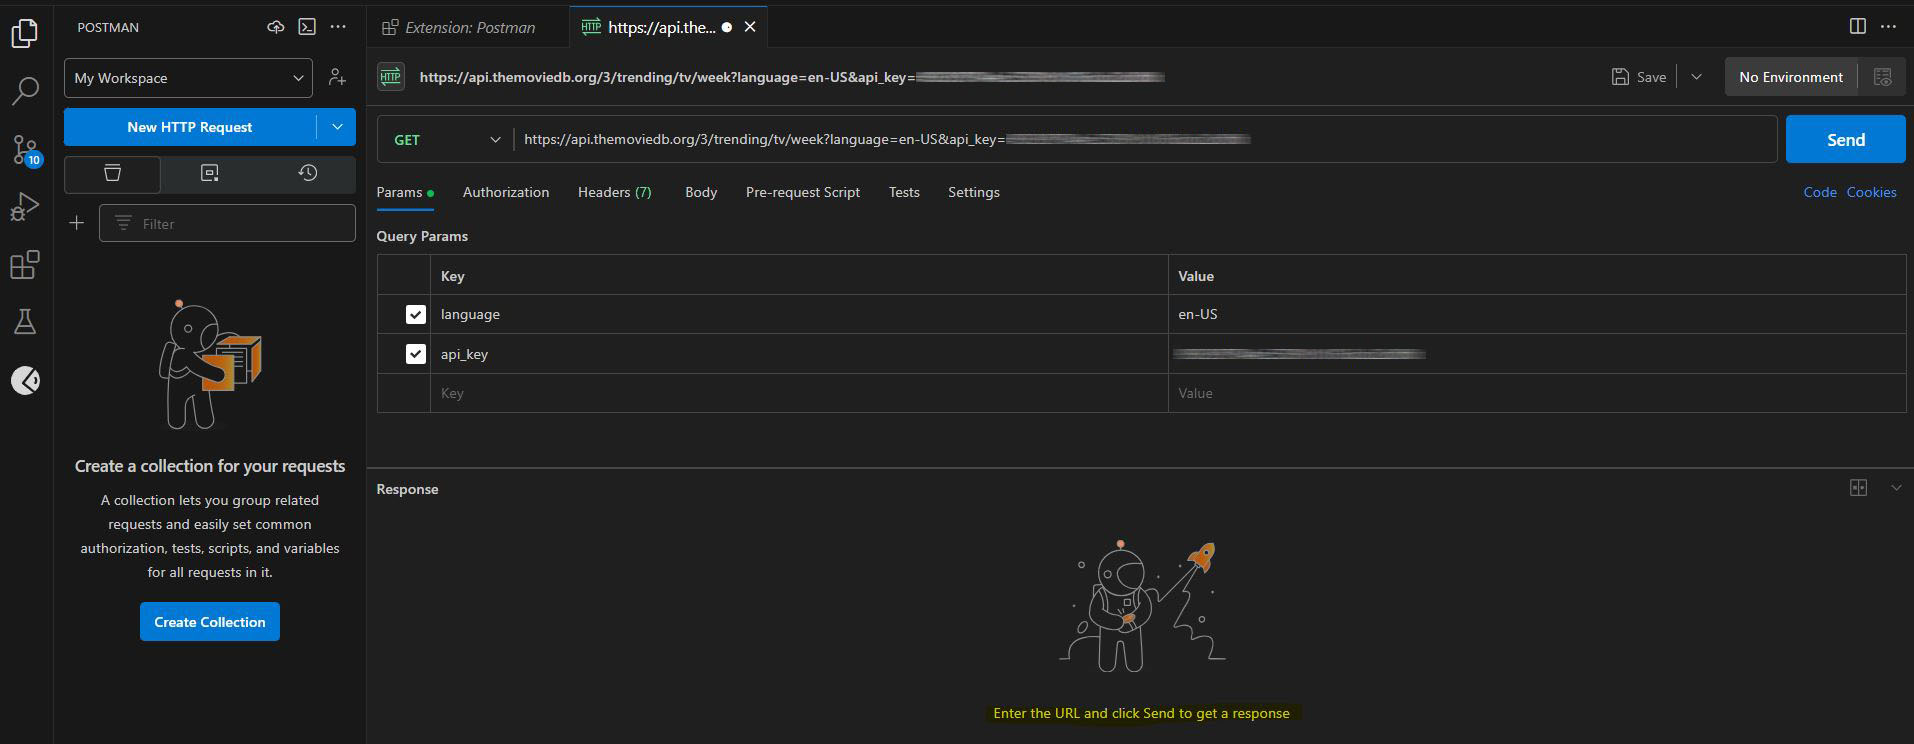 POSTMAN
Extension: Postman
HTTP https://api.the...
My Workspace
HTTP https://api.themoviedb.org/3/trending/tv/week?language=en-US&api_key=
Save
No Environment
New HTTP Request
GET https://api.themoviedb.org/3/trending/tv/week?language=en-US&api_key=
Send
10
Params Authorization Headers (7) Body Pre-request Script Tests Settings Code Cookies
Filter
Query Params
Key Value
language en-US
api_key
Key Value
Create a collection for your requests
A collection lets you group related
requests and easily set common
authorization, tests, scripts, and variables
for all requests in it.
Create Collection
Response
Enter the URL and click Send to get a response